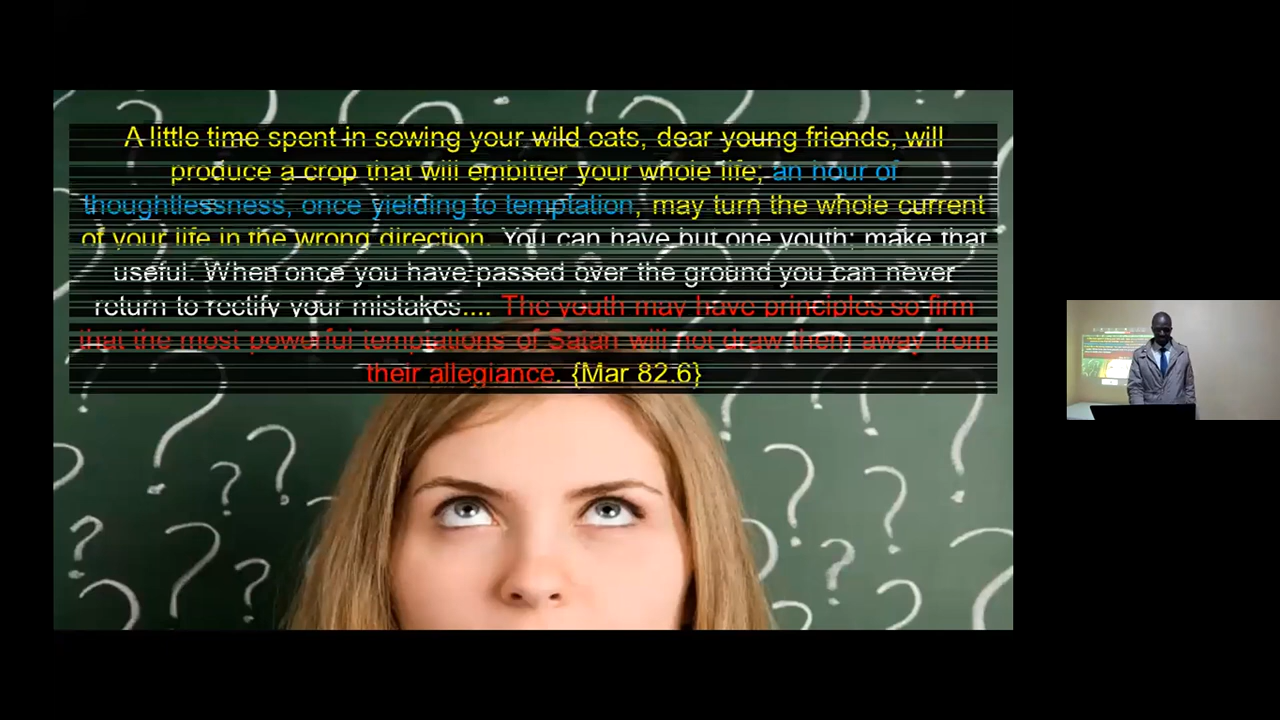 A little time spent in sowing your wild oats, dear young friends, will
produce a crop that will embitter your whole life; an hour of
thoughtlessness, once yielding to temptation, may turn the whole current
of your life in the wrong direction. You can have but one youth; make that
useful. When once you have passed over the ground you can never
return to rectify your mistakes.... The youth may have principles so firm
that the most powerful temptations of Satan will not draw them away from
their allegiance. {Mar 82.6}